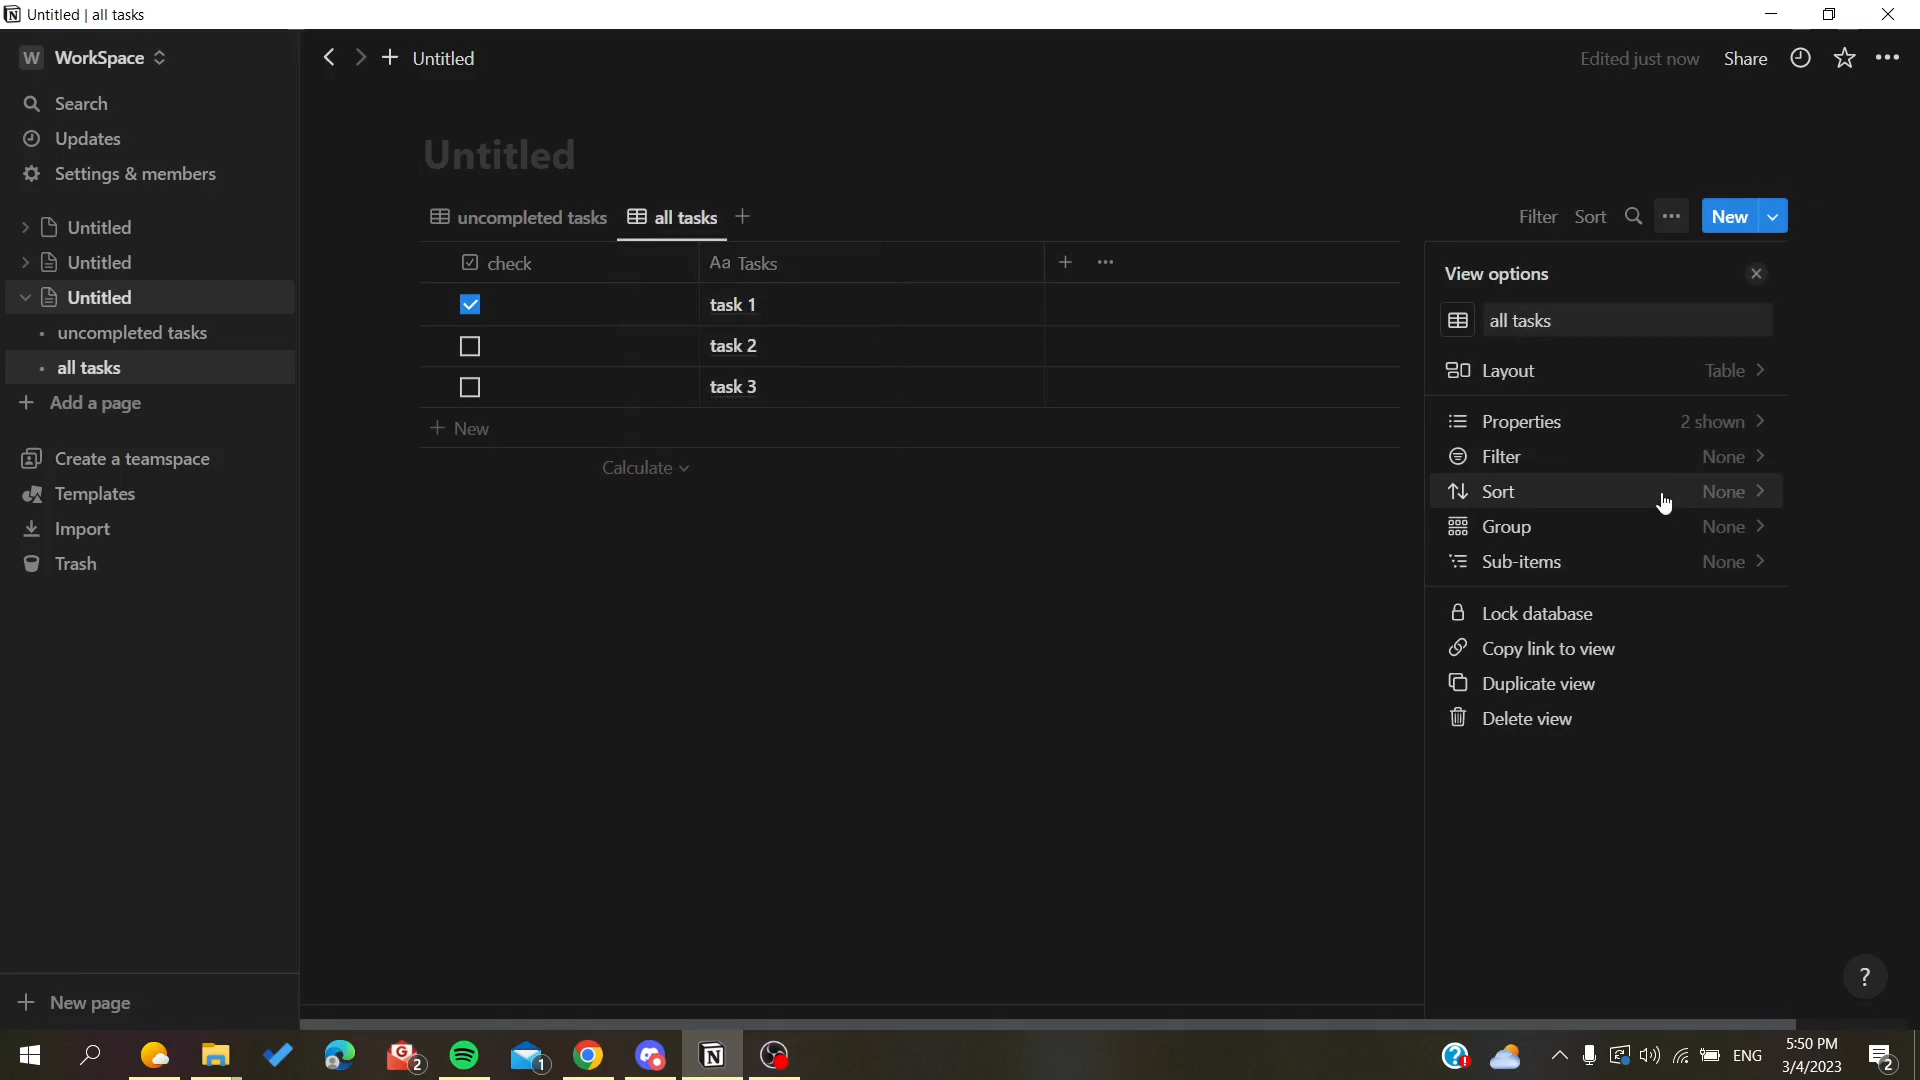 Untitled | all tasks
W WorkSpace
Search
Updates
Settings & members
Untitled
Untitled
Untitled
uncompleted tasks
all tasks
Add a page
Create a teamspace
Templates
Import
Trash
New page
Untitled
Edited just now Share
Untitled
uncompleted tasks all tasks
Filter Sort New
check Aa Tasks
task 1
task 2
task 3
New
Calculate
View options
all tasks
Layout Table
Properties 2 shown
Filter None
Sort None
Group None
Sub-items None
Lock database
Copy link to view
Duplicate view
Delete view
?
2
1
ENG
5:50 PM
3/4/2023
2